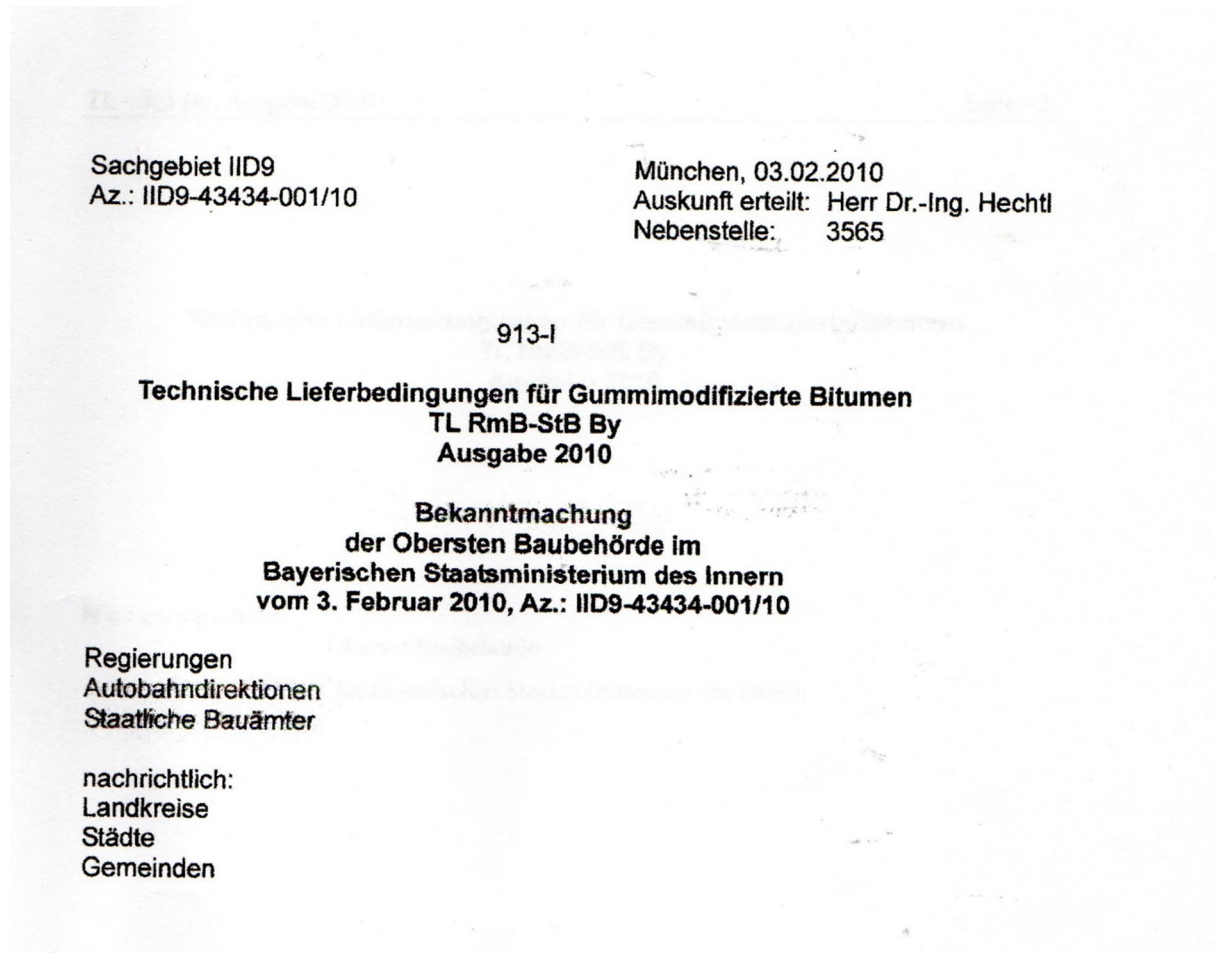 Sachgebiet IID9
Az.: IID9-43434-001/10
München, 03.02.2010
Auskunft erteilt: Herr Dr.-Ing. Hechtl
Nebenstelle: 3565
913-I
Technische Lieferbedingungen für Gummimodifizierte Bitumen
TL RmB-StB By
Ausgabe 2010
Bekanntmachung
der Obersten Baubehörde im
Bayerischen Staatsministerium des Innern
vom 3. Februar 2010, Az.: IID9-43434-001/10
Regierungen
Autobahndirektionen
Staatliche Bauämter
nachrichtlich:
Landkreise
Städte
Gemeinden